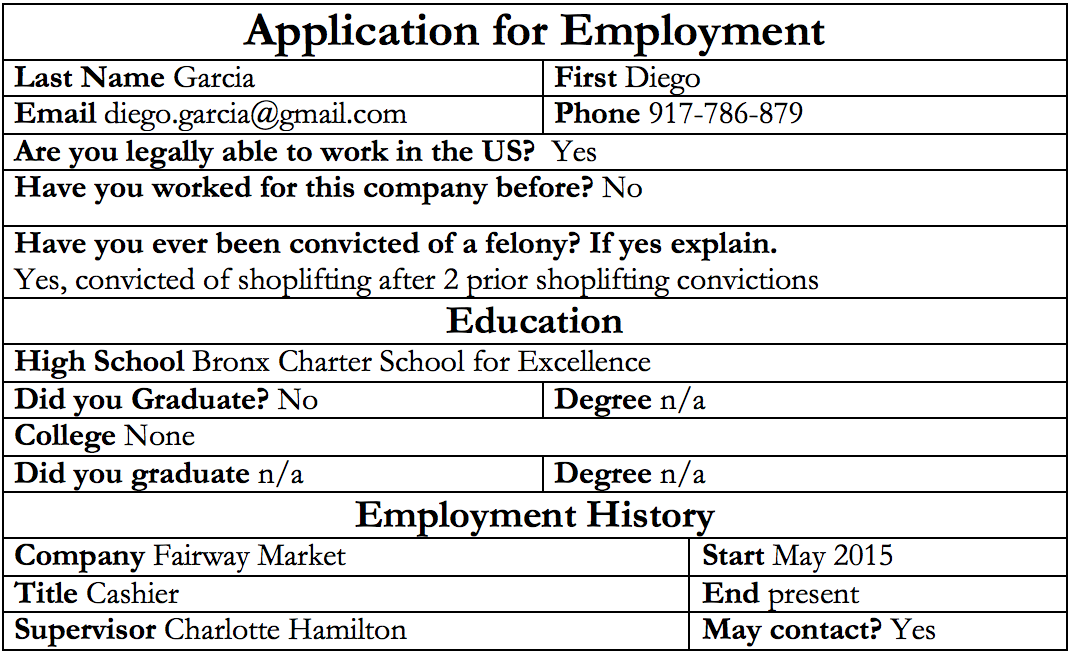 Application for Employment
Last Name Garcia First Diego
Email diego.garcia@gmail.com Phone 917-786-879
Are you legally able to work in the US? Yes
Have you worked for this company before? No
Have you ever been convicted of a felony? If yes explain.
Yes, convicted of shoplifting after 2 prior shoplifting convictions
Education
High School Bronx Charter School for Excellence
Did you Graduate? No Degree n/a
College None
Did you graduate n/a Degree n/a
Employment History
Company Fairway Market Start May 2015
Title Cashier End present
Supervisor Charlotte Hamilton May contact? Yes